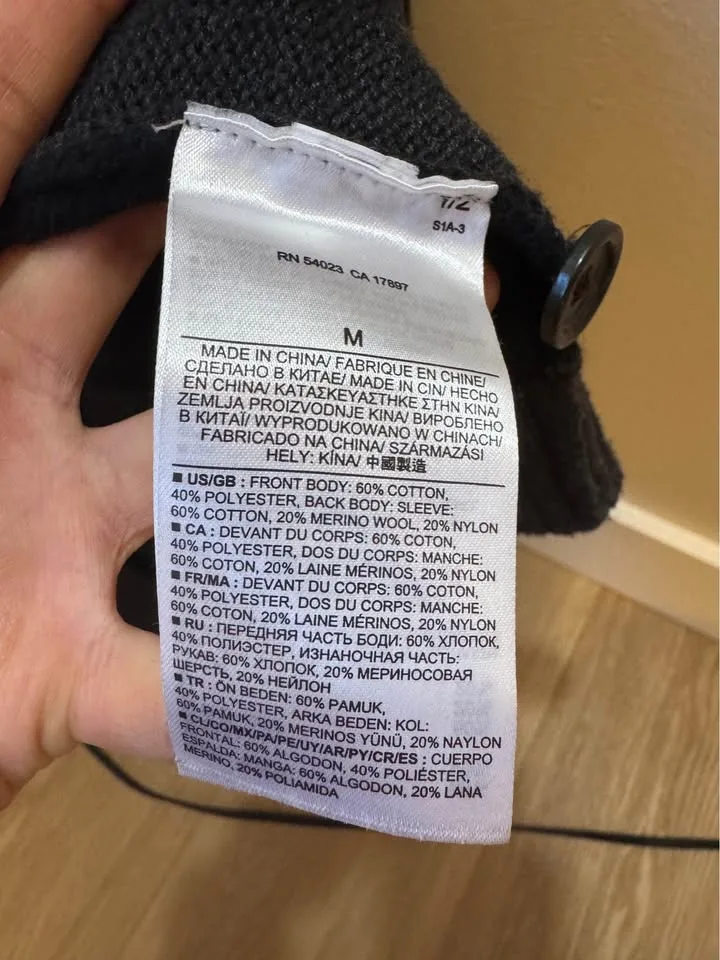 1/2
S1A-3
RN 54023 CA 17897
M
MADE IN CHINA/ FABRIQUE EN CHINE/
СДЕЛАНО В КИТАЕ/ MADE IN CIN/ HECHO
EN CHINA/ ΚΑΤΑΣΚΕΥΑΣΤΗΚΕ ΣΤΗΝ ΚΙΝΑ/
ZEMLJA PROIZVODNJE KINA/ ВИРОБЛЕНО
В КИТАЇ/ WYPRODUKOWANO W CHINACH/
FABRICADO NA CHINA/ SZÁRMAZÁSI
HELY: KÍNA/ 中國製造
■ US/GB : FRONT BODY: 60% COTTON,
40% POLYESTER, BACK BODY: SLEEVE:
60% COTTON, 20% MERINO WOOL, 20% NYLON
■ CA : DEVANT DU CORPS: 60% COTON,
40% POLYESTER, DOS DU CORPS: MANCHE:
60% COTON, 20% LAINE MÉRINOS, 20% NYLON
■ FR/MA : DEVANT DU CORPS: 60% COTON,
40% POLYESTER, DOS DU CORPS: MANCHE:
60% COTON, 20% LAINE MÉRINOS, 20% NYLON
■ RU : ПЕРЕДНЯЯ ЧАСТЬ БОДИ: 60% ХЛОПОК,
40% ПОЛИЭСТЕР, ИЗНАНОЧНАЯ ЧАСТЬ:
РУКАВ: 60% ХЛОПОК, 20% МЕРИНОСОВАЯ
ШЕРСТЬ, 20% НЕЙЛОН
■ TR : ÖN BEDEN: 60% PAMUK,
40% POLYESTER, ARKA BEDEN: KOL:
60% PAMUK, 20% MERINOS YÜNÜ, 20% NAYLON
■ CL/CO/MX/PA/PE/UY/AR/PY/CR/ES : CUERPO
FRONTAL: 60% ALGODON, 40% POLIÉSTER,
ESPALDA: MANGA: 60% ALGODON, 20% LANA
MERINO, 20% POLIAMIDA